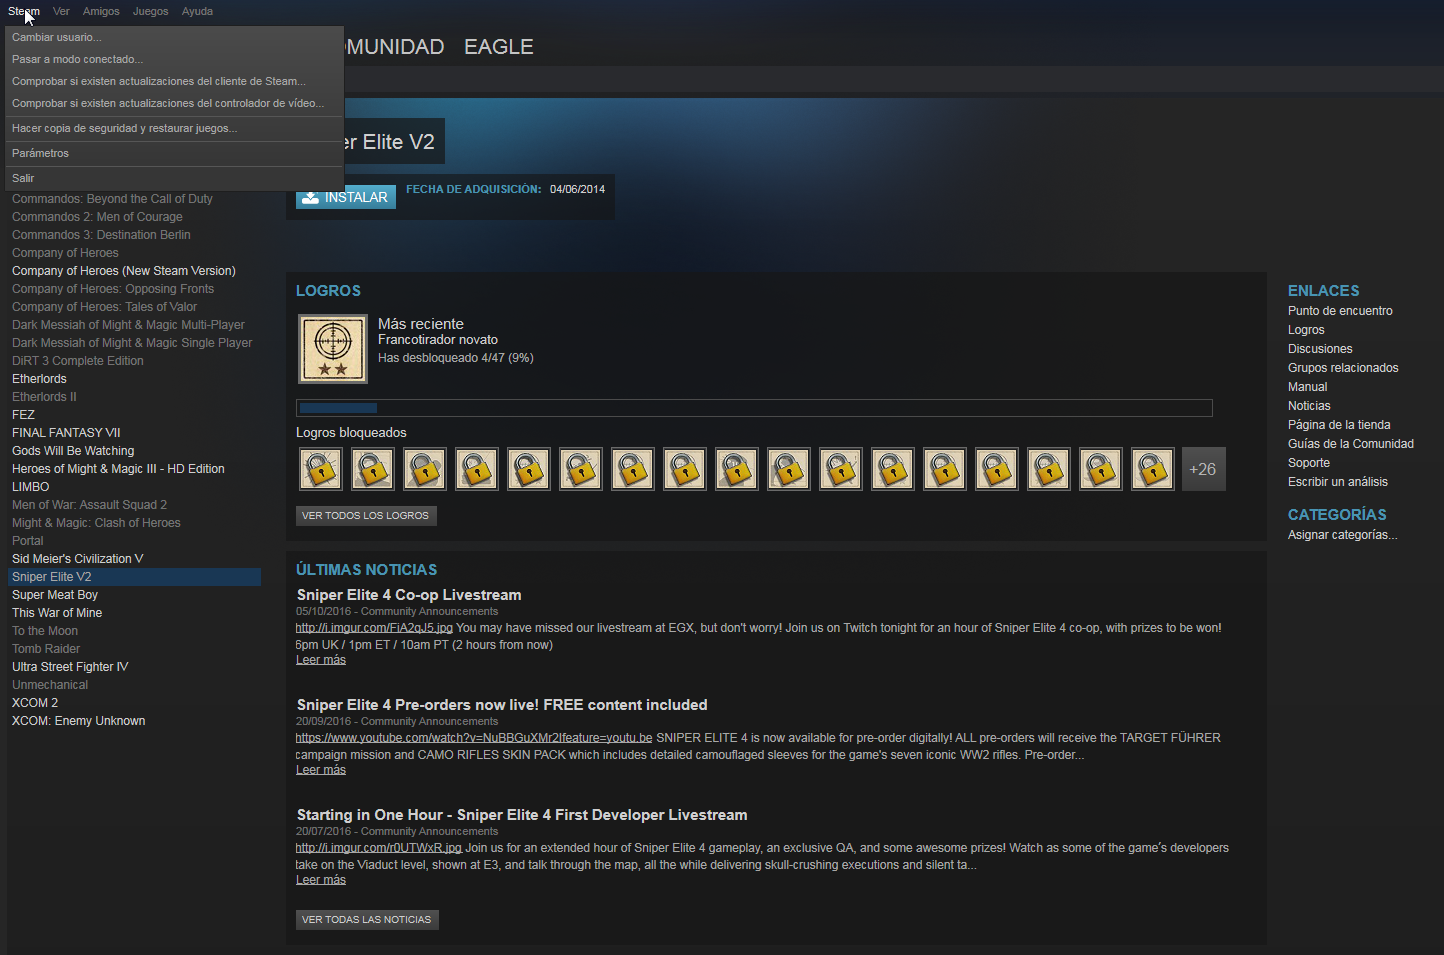 Steam Ver Amigos Juegos Ayuda
Cambiar usuario...
Pasar a modo conectado...
Comprobar si existen actualizaciones del cliente de Steam...
Comprobar si existen actualizaciones del controlador de vídeo...
Hacer copia de seguridad y restaurar juegos...
Parámetros
Salir
MUNIDAD EAGLE
er Elite V2
INSTALAR
FECHA DE ADQUISICIÓN: 04/06/2014
Commandos: Beyond the Call of Duty
Commandos 2: Men of Courage
Commandos 3: Destination Berlin
Company of Heroes
Company of Heroes (New Steam Version)
Company of Heroes: Opposing Fronts
Company of Heroes: Tales of Valor
Dark Messiah of Might & Magic Multi-Player
Dark Messiah of Might & Magic Single Player
DiRT 3 Complete Edition
Etherlords
Etherlords II
FEZ
FINAL FANTASY VII
Gods Will Be Watching
Heroes of Might & Magic III - HD Edition
LIMBO
Men of War: Assault Squad 2
Might & Magic: Clash of Heroes
Portal
Sid Meier's Civilization V
Sniper Elite V2
Super Meat Boy
This War of Mine
To the Moon
Tomb Raider
Ultra Street Fighter IV
Unmechanical
XCOM 2
XCOM: Enemy Unknown
LOGROS
Más reciente
Francotirador novato
Has desbloqueado 4/47 (9%)
Logros bloqueados
+26
VER TODOS LOS LOGROS
ÚLTIMAS NOTICIAS
Sniper Elite 4 Co-op Livestream
05/10/2016 - Community Announcements
http://i.imgur.com/FiA2qJ5.jpg You may have missed our livestream at EGX, but don't worry! Join us on Twitch tonight for an hour of Sniper Elite 4 co-op, with prizes to be won!
6pm UK / 1pm ET / 10am PT (2 hours from now)
Leer más
Sniper Elite 4 Pre-orders now live! FREE content included
20/09/2016 - Community Announcements
https://www.youtube.com/watch?v=NuBBGuXMr2Ifeature=youtu.be SNIPER ELITE 4 is now available for pre-order digitally! ALL pre-orders will receive the TARGET FÜHRER
campaign mission and CAMO RIFLES SKIN PACK which includes detailed camouflaged sleeves for the game's seven iconic WW2 rifles. Pre-order...
Leer más
Starting in One Hour - Sniper Elite 4 First Developer Livestream
20/07/2016 - Community Announcements
http://i.imgur.com/r0UTWxR.jpg Join us for an extended hour of Sniper Elite 4 gameplay, an exclusive QA, and some awesome prizes! Watch as some of the game's developers
take on the Viaduct level, shown at E3, and talk through the map, all the while delivering skull-crushing executions and silent ta...
Leer más
VER TODAS LAS NOTICIAS
ENLACES
Punto de encuentro
Logros
Discusiones
Grupos relacionados
Manual
Noticias
Página de la tienda
Guías de la Comunidad
Soporte
Escribir un análisis
CATEGORÍAS
Asignar categorías...